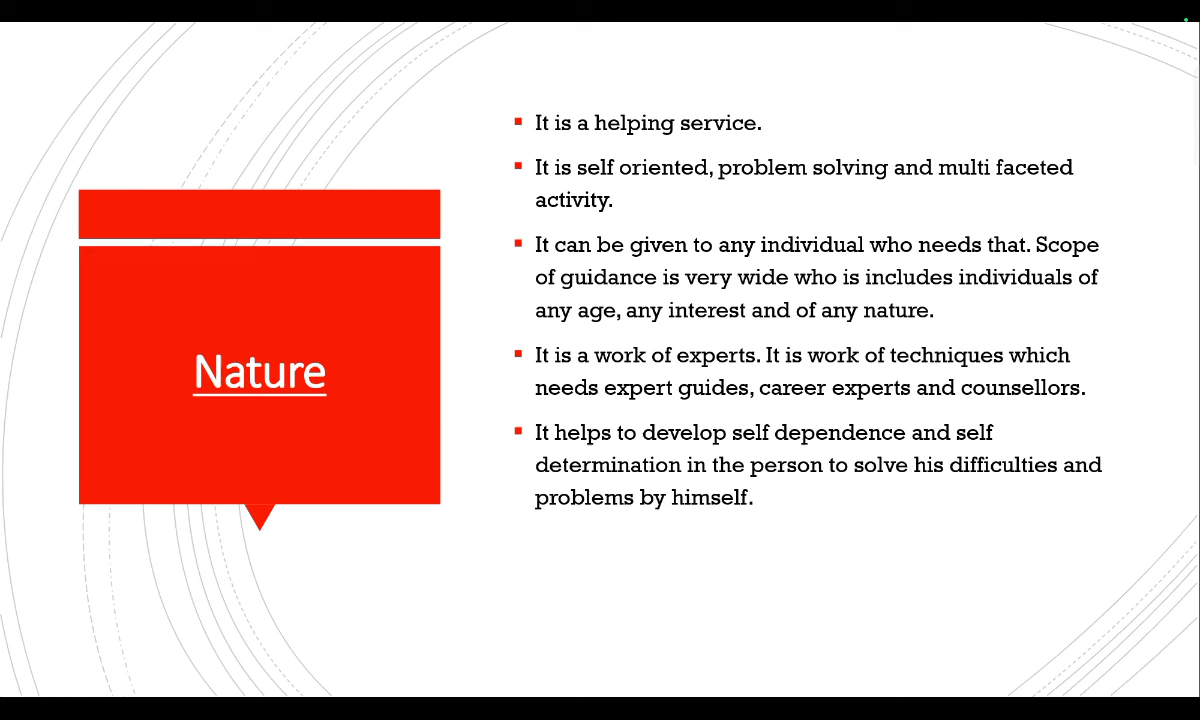 Nature
It is a helping service.
It is self oriented, problem solving and multi faceted
activity.
It can be given to any individual who needs that. Scope
of guidance is very wide who is includes individuals of
any age, any interest and of any nature.
It is a work of experts. It is work of techniques which
needs expert guides, career experts and counsellors.
It helps to develop self dependence and self
determination in the person to solve his difficulties and
problems by himself.